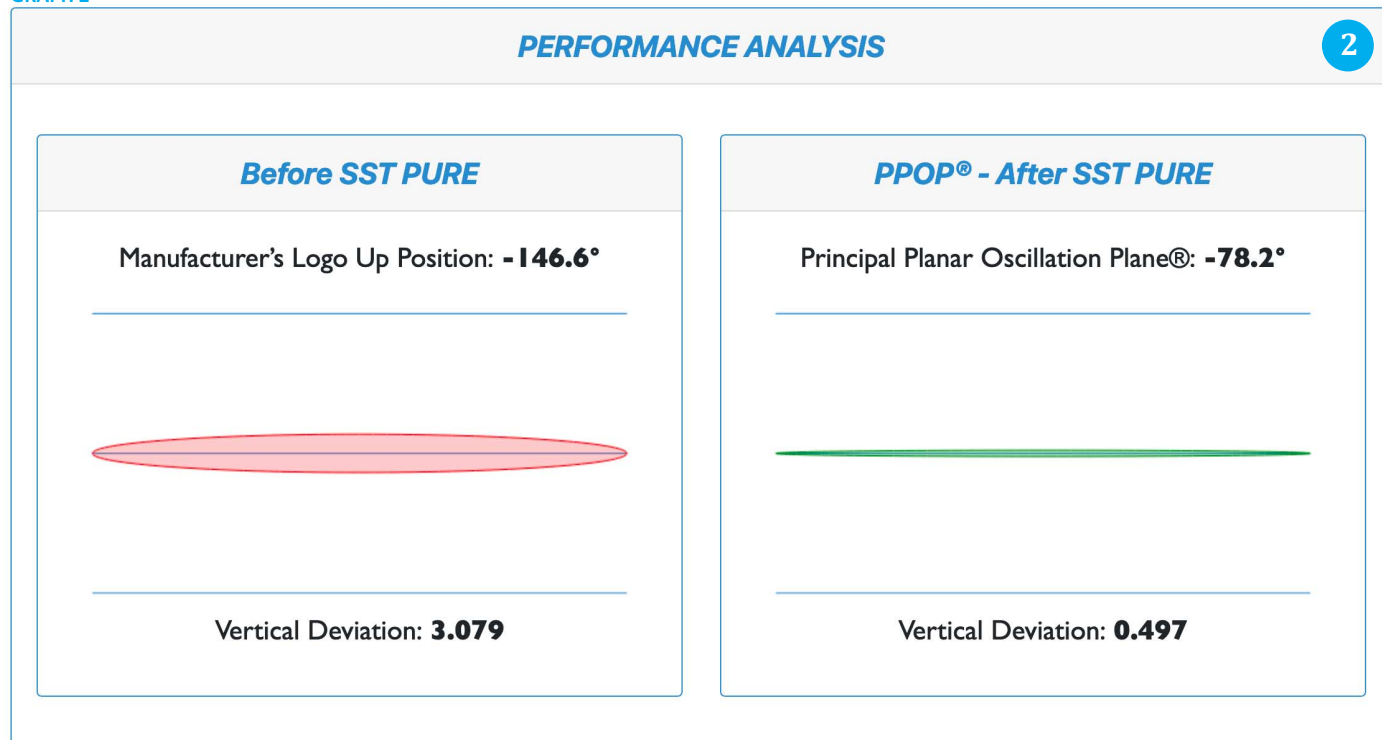 PERFORMANCE ANALYSIS
2
Before SST PURE
Manufacturer’s Logo Up Position: -146.6°
Vertical Deviation: 3.079
PPOP® - After SST PURE
Principal Planar Oscillation Plane®: -78.2°
Vertical Deviation: 0.497